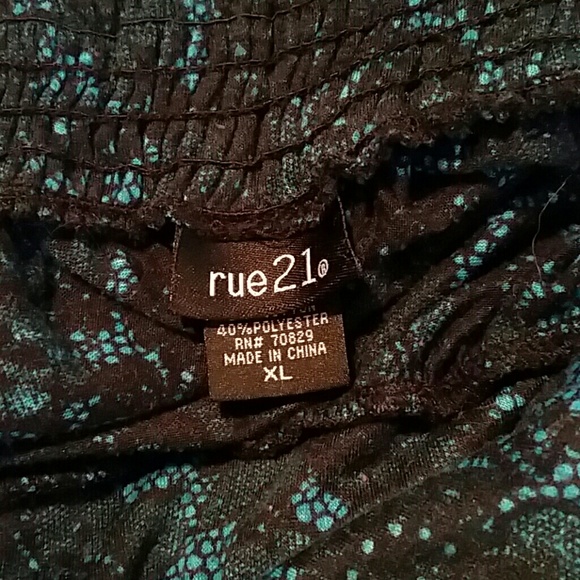 rue21®
40%POLYESTER
RN# 70829
MADE IN CHINA
XL